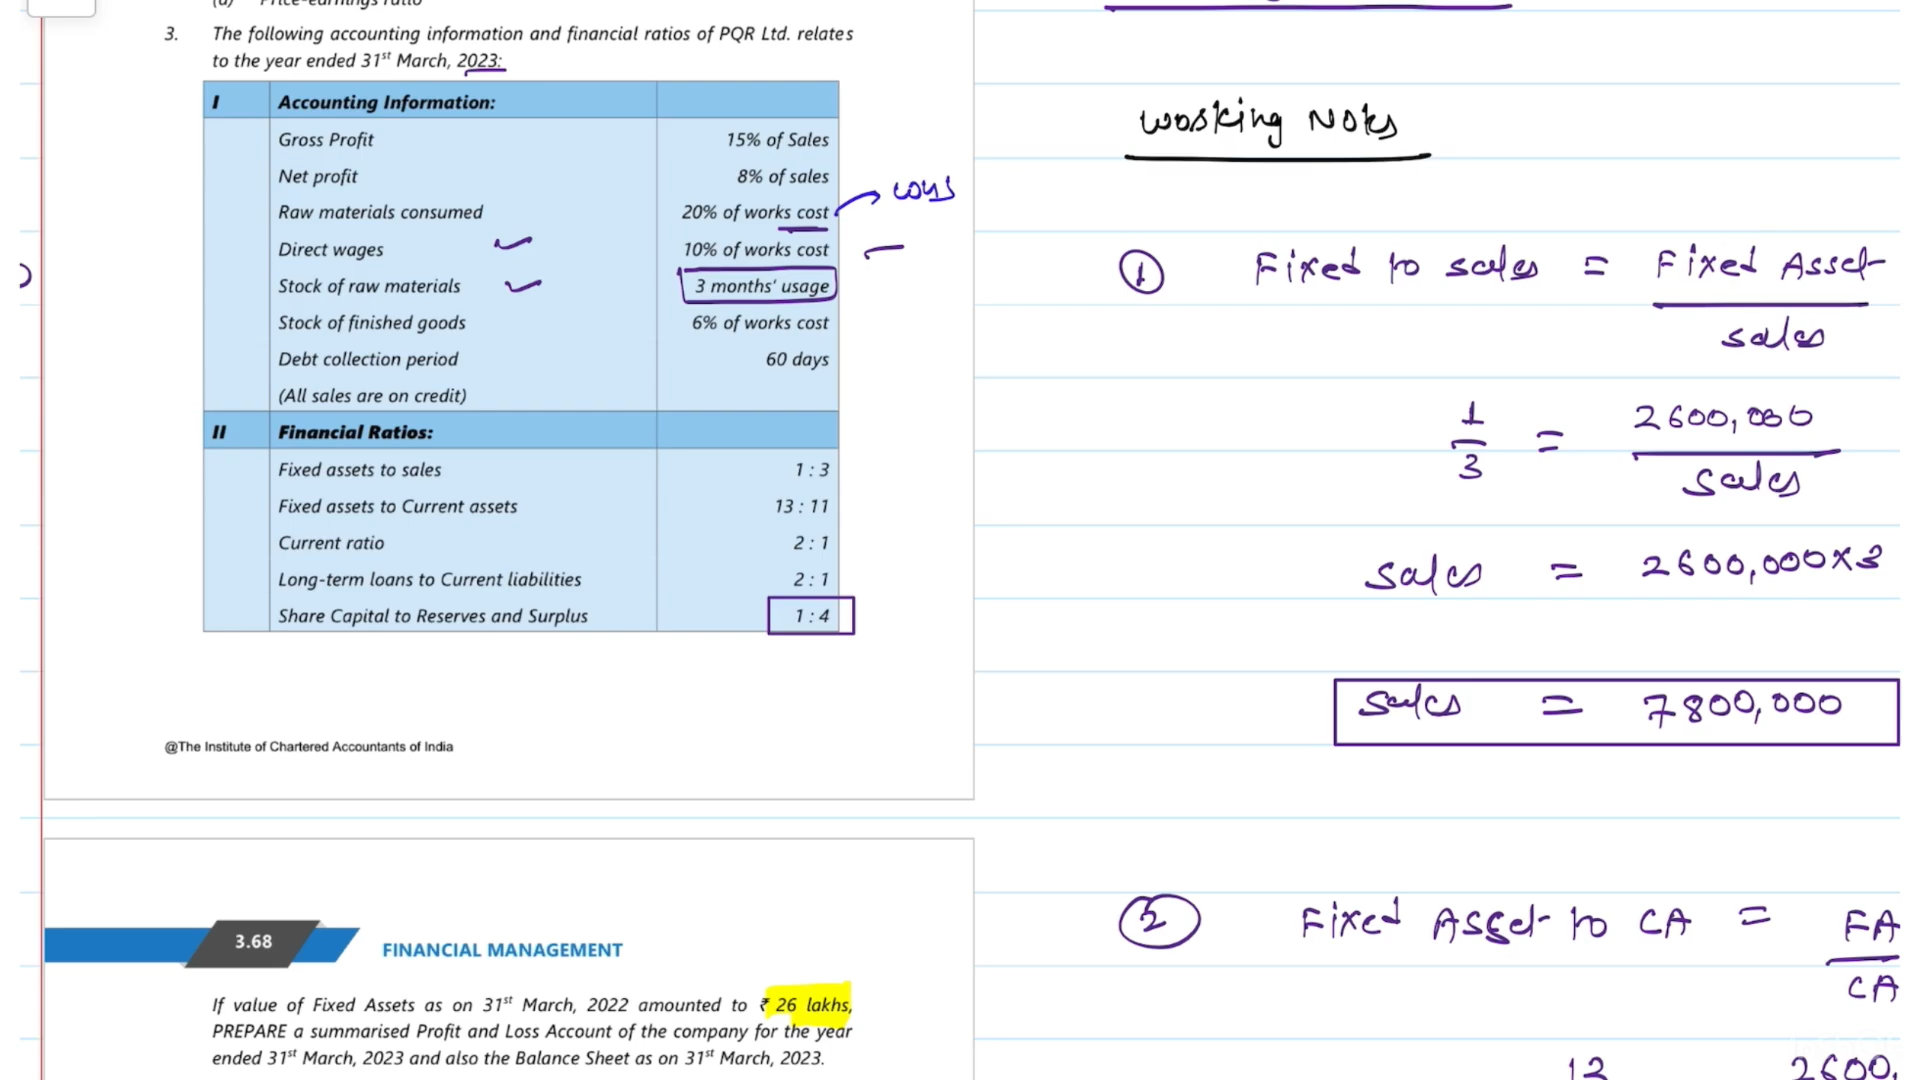 (d) Price-earnings ratio
3. The following accounting information and financial ratios of PQR Ltd. relates
to the year ended 31st March, 2023:
I Accounting Information:
Gross Profit 15% of Sales
Net profit 8% of sales
Raw materials consumed 20% of works cost COGS
Direct wages 10% of works cost
Stock of raw materials 3 months' usage
Stock of finished goods 6% of works cost
Debt collection period 60 days
(All sales are on credit)
II Financial Ratios:
Fixed assets to sales 1 : 3
Fixed assets to Current assets 13 : 11
Current ratio 2 : 1
Long-term loans to Current liabilities 2 : 1
Share Capital to Reserves and Surplus 1 : 4
@The Institute of Chartered Accountants of India
3.68 FINANCIAL MANAGEMENT
If value of Fixed Assets as on 31st March, 2022 amounted to ₹ 26 lakhs,
PREPARE a summarised Profit and Loss Account of the company for the year
ended 31st March, 2023 and also the Balance Sheet as on 31st March, 2023.
Working Notes
① Fixed to sales = Fixed Asset
sales
1 = 2600,000
3 sales
sales = 2600,000×3
sales = 7800,000
② Fixed Asset to CA = FA
CA
13 2600,